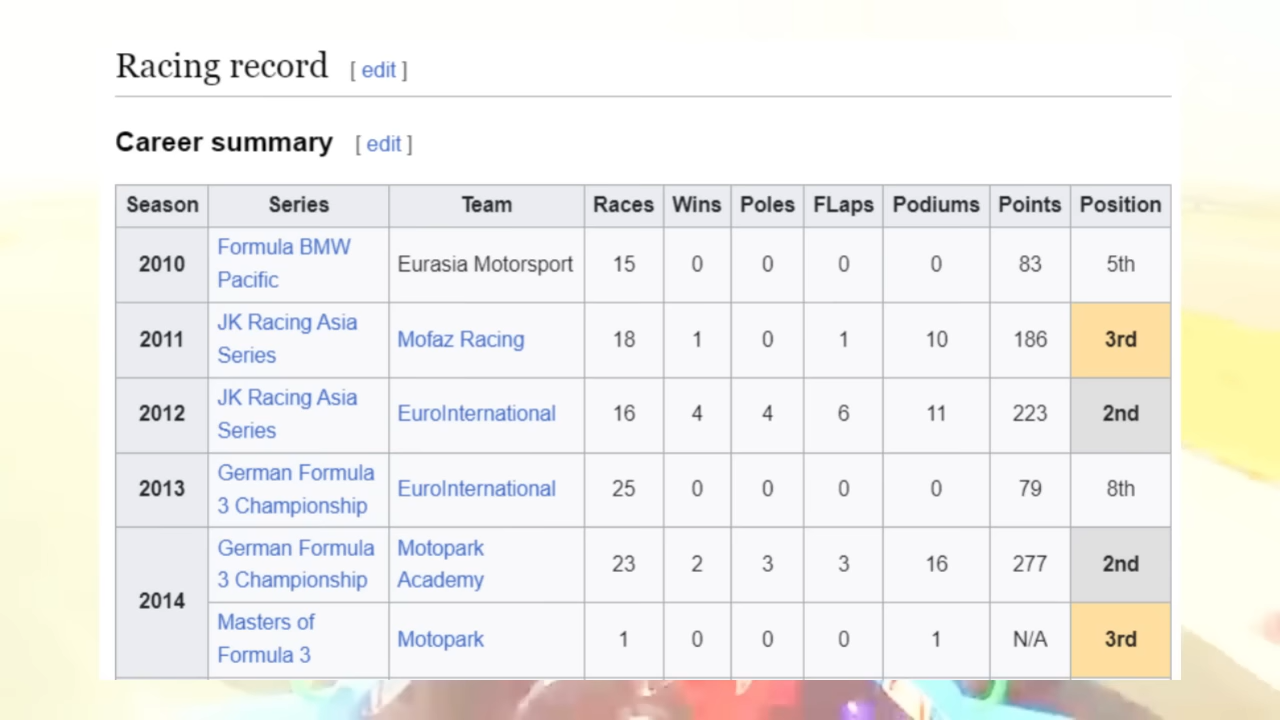 Racing record [ edit ]
Career summary [ edit ]
Season Series Team Races Wins Poles FLaps Podiums Points Position
2010 Formula BMW Pacific Eurasia Motorsport 15 0 0 0 0 83 5th
2011 JK Racing Asia Series Mofaz Racing 18 1 0 1 10 186 3rd
2012 JK Racing Asia Series EuroInternational 16 4 4 6 11 223 2nd
2013 German Formula 3 Championship EuroInternational 25 0 0 0 0 79 8th
2014 German Formula 3 Championship Motopark Academy 23 2 3 3 16 277 2nd
Masters of Formula 3 Motopark 1 0 0 0 1 N/A 3rd